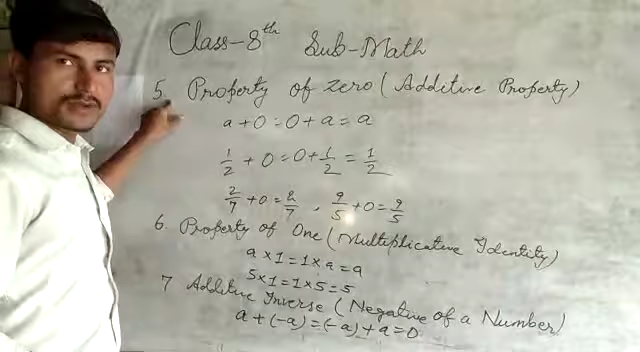 Class-8th Sub-Math
5. Property of zero (Additive Property)
a + 0 = 0 + a = a
1/2 + 0 = 0 + 1/2 = 1/2
2/7 + 0 = 2/7 , 9/5 + 0 = 9/5
6. Property of One (Multiplicative Identity)
a × 1 = 1 × a = a
5 × 1 = 1 × 5 = 5
7 Additive Inverse (Negative of a Number)
a + (-a) = (-a) + a = 0